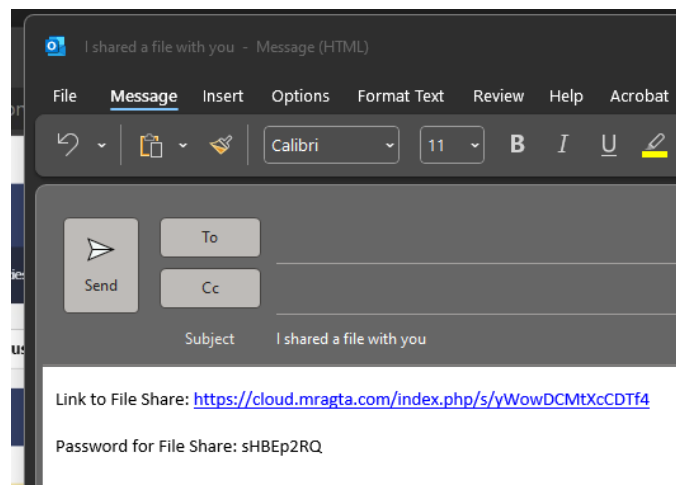 I shared a file with you - Message (HTML)
File Message Insert Options Format Text Review Help Acrobat
Calibri 11 B I U
To
Send Cc
Subject I shared a file with you
Link to File Share: https://cloud.mragta.com/index.php/s/yWowDCMtXcCDTf4
Password for File Share: sHBEp2RQ